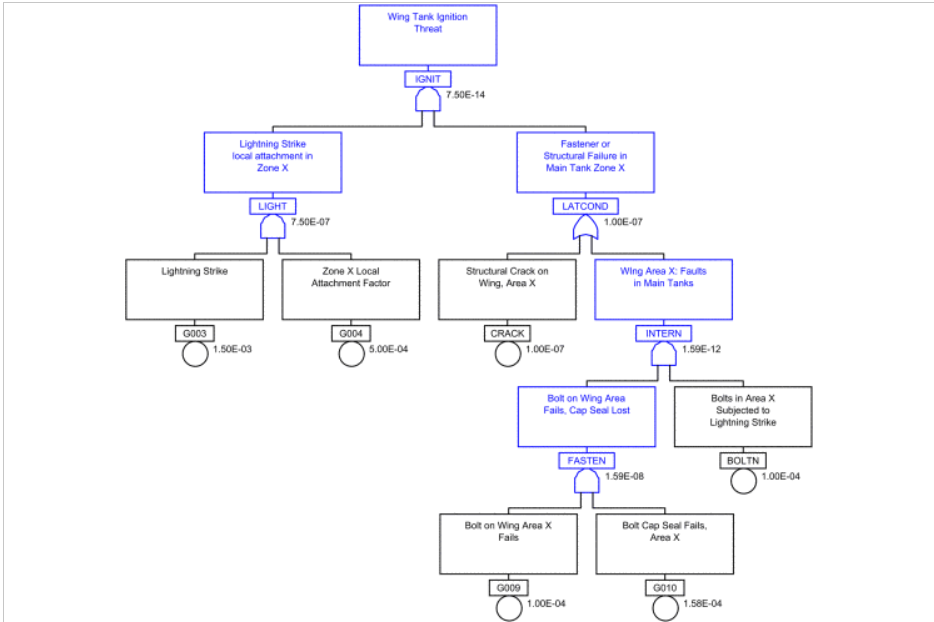 Wing Tank Ignition
Threat
IGNIT
7.50E-14
Lightning Strike
local attachment in
Zone X
Fastener or
Structural Failure in
Main Tank Zone X
LIGHT
7.50E-07
LATCOND
1.00E-07
Lightning Strike
Zone X Local
Attachment Factor
Structural Crack on
Wing, Area X
WIng Area X: Faults
in Main Tanks
G003
1.50E-03
G004
5.00E-04
CRACK
1.00E-07
INTERN
1.59E-12
Bolt on Wing Area
Fails, Cap Seal Lost
Bolts in Area X
Subjected to
Lightning Strike
FASTEN
1.59E-08
BOLTN
1.00E-04
Bolt on Wing Area X
Fails
Bolt Cap Seal Fails,
Area X
G009
1.00E-04
G010
1.58E-04